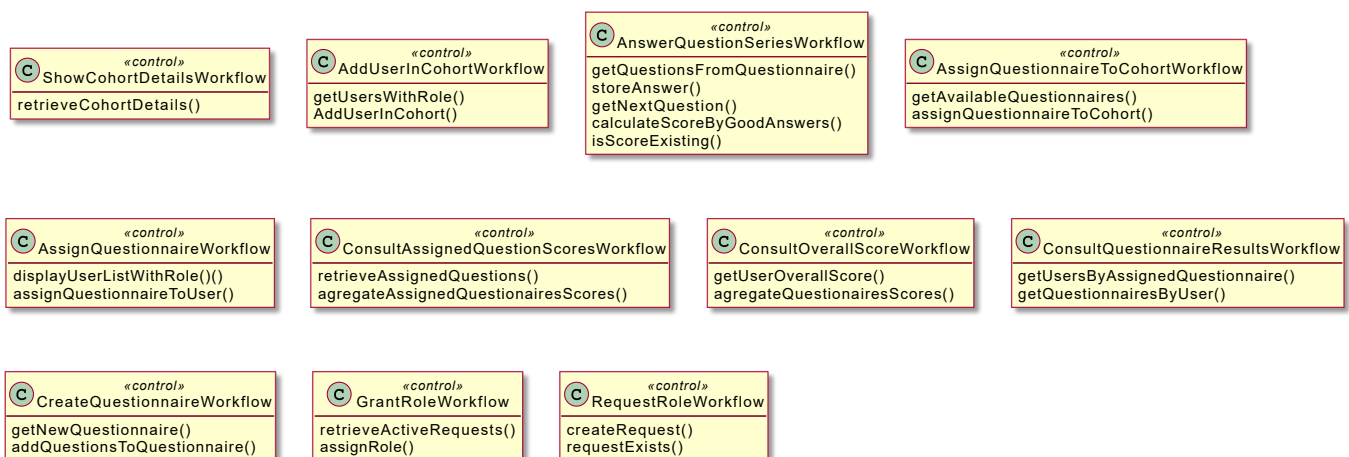 «control»
C ShowCohortDetailsWorkflow
retrieveCohortDetails()
«control»
C AddUserInCohortWorkflow
getUsersWithRole()
AddUserInCohort()
«control»
C AnswerQuestionSeriesWorkflow
getQuestionsFromQuestionnaire()
storeAnswer()
getNextQuestion()
calculateScoreByGoodAnswers()
isScoreExisting()
«control»
C AssignQuestionnaireToCohortWorkflow
getAvailableQuestionnaires()
assignQuestionnaireToCohort()
«control»
C AssignQuestionnaireWorkflow
displayUserListWithRole()()
assignQuestionnaireToUser()
«control»
C ConsultAssignedQuestionScoresWorkflow
retrieveAssignedQuestions()
agregateAssignedQuestionairesScores()
«control»
C ConsultOverallScoreWorkflow
getUserOverallScore()
agregateQuestionairesScores()
«control»
C ConsultQuestionnaireResultsWorkflow
getUsersByAssignedQuestionnaire()
getQuestionnairesByUser()
«control»
C CreateQuestionnaireWorkflow
getNewQuestionnaire()
addQuestionsToQuestionnaire()
«control»
C GrantRoleWorkflow
retrieveActiveRequests()
assignRole()
«control»
C RequestRoleWorkflow
createRequest()
requestExists()